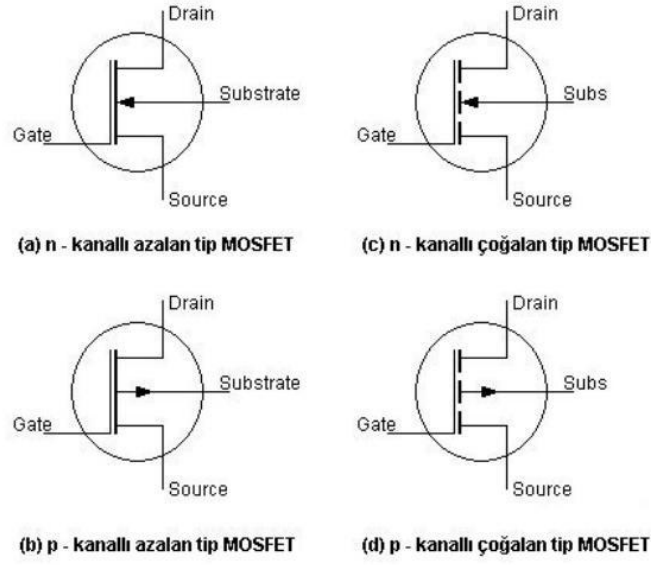 Drain
Substrate
Gate
Source
(a) n - kanallı azalan tip MOSFET
Drain
Subs
Gate
Source
(c) n - kanallı çoğalan tip MOSFET
Drain
Substrate
Gate
Source
(b) p - kanallı azalan tip MOSFET
Drain
Subs
Gate
Source
(d) p - kanallı çoğalan tip MOSFET